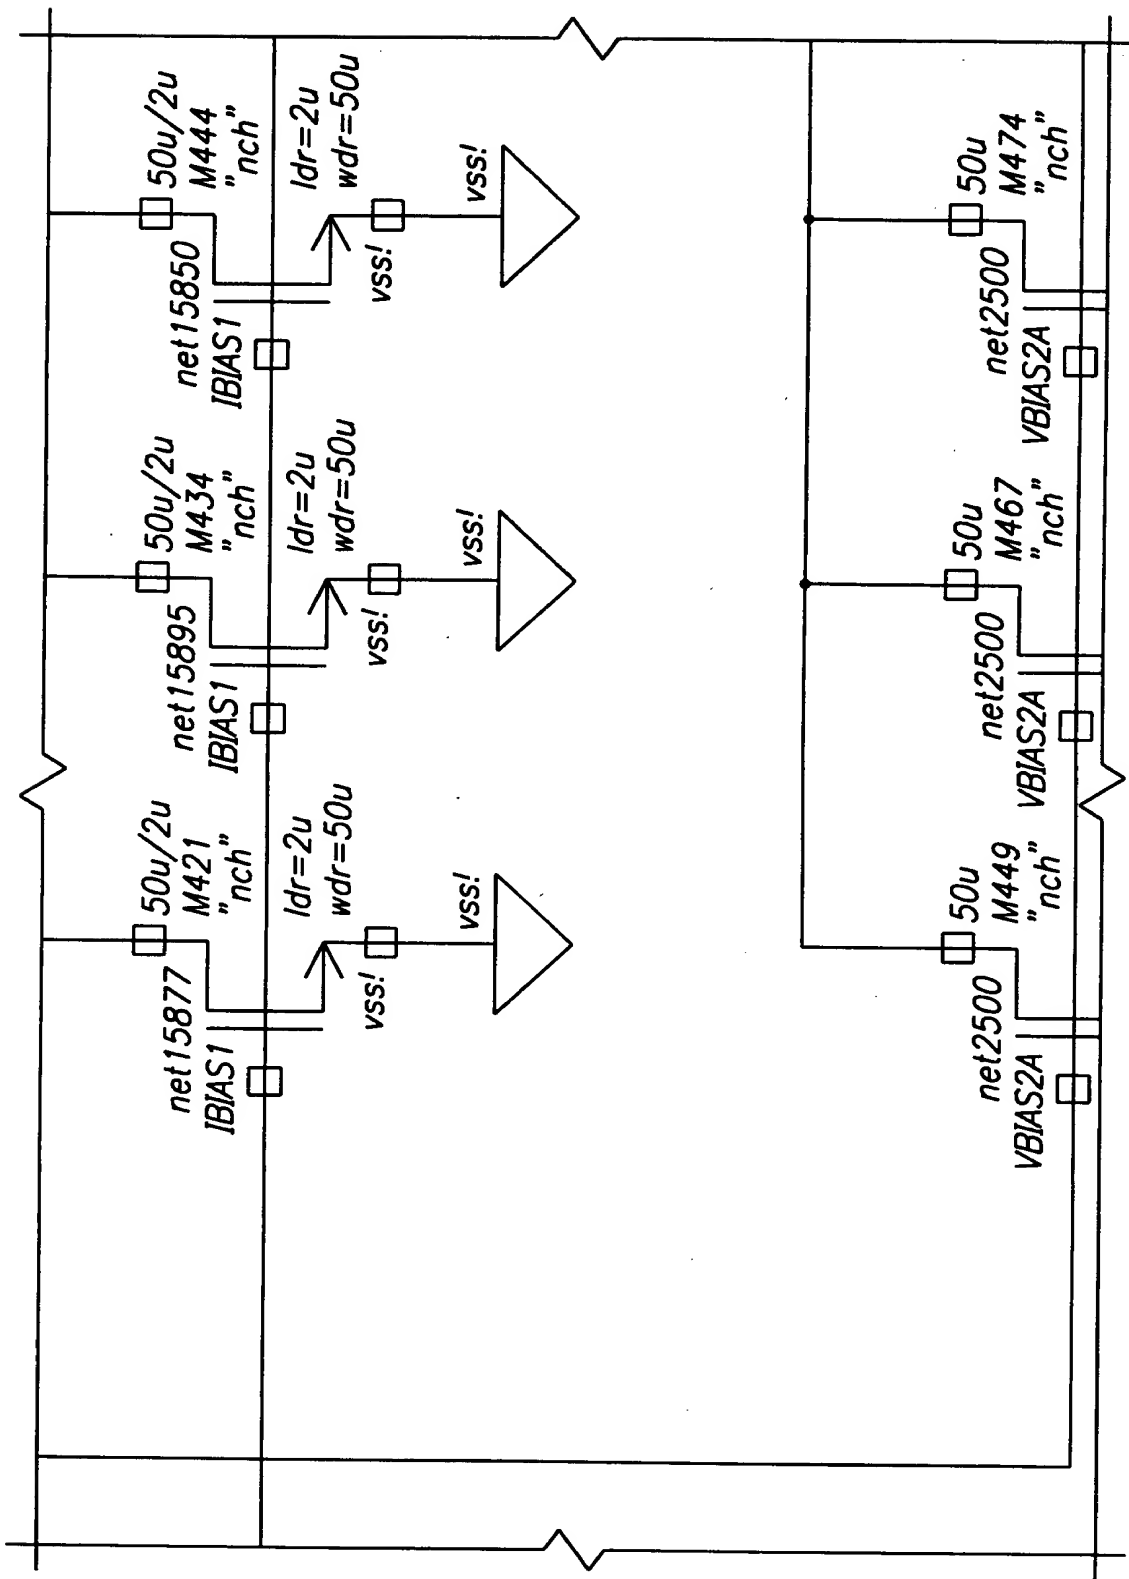 50u/2u
M421
"nch"
net15877
IBIAS1
ldr=2u
wdr=50u
vss!
vss!
50u/2u
M434
"nch"
net15895
IBIAS1
ldr=2u
wdr=50u
vss!
vss!
50u/2u
M444
"nch"
net15850
IBIAS1
ldr=2u
wdr=50u
vss!
vss!
50u
M449
"nch"
net2500
VBIAS2A
50u
M467
"nch"
net2500
VBIAS2A
50u
M474
"nch"
net2500
VBIAS2A